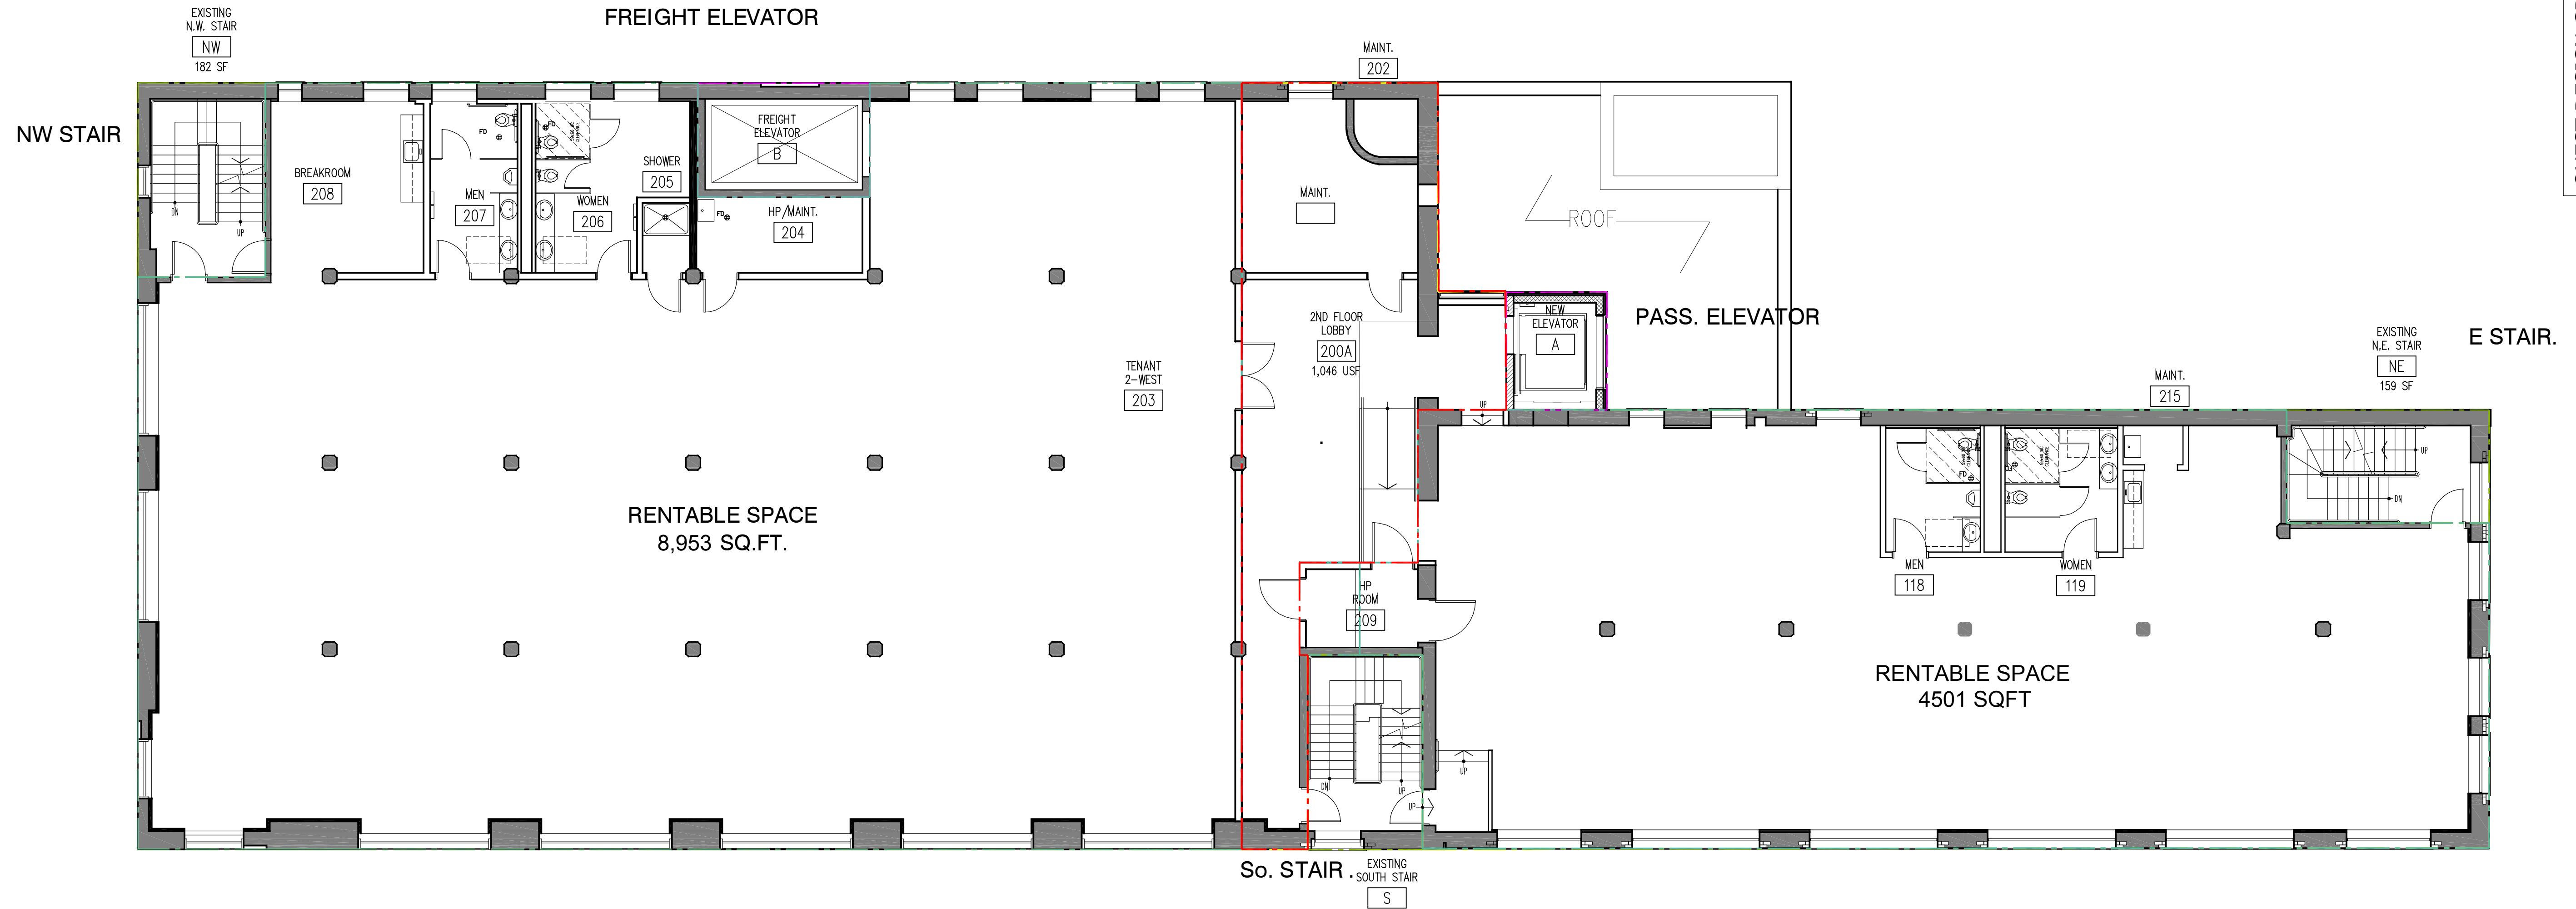 FREIGHT ELEVATOR
EXISTING
N.W. STAIR
NW
182 SF
NW STAIR
DN
UP
BREAKROOM
208
FD
MEN
207
FD
WOMEN
206
SHOWER
205
FREIGHT
ELEVATOR
B
FD
HP/MAINT.
204
MAINT.
202
MAINT.
ROOF
2ND FLOOR
LOBBY
200A
1,046 USF
TENANT
2-WEST
203
NEW
ELEVATOR
A
PASS. ELEVATOR
UP
EXISTING
N.E. STAIR
NE
159 SF
E STAIR.
MAINT.
215
UP
DN
FD
MEN
118
WOMEN
119
RENTABLE SPACE
8,953 SQ.FT.
HP
ROOM
209
RENTABLE SPACE
4501 SQFT
DN
UP
UP
UP
So. STAIR .
EXISTING
SOUTH STAIR
S